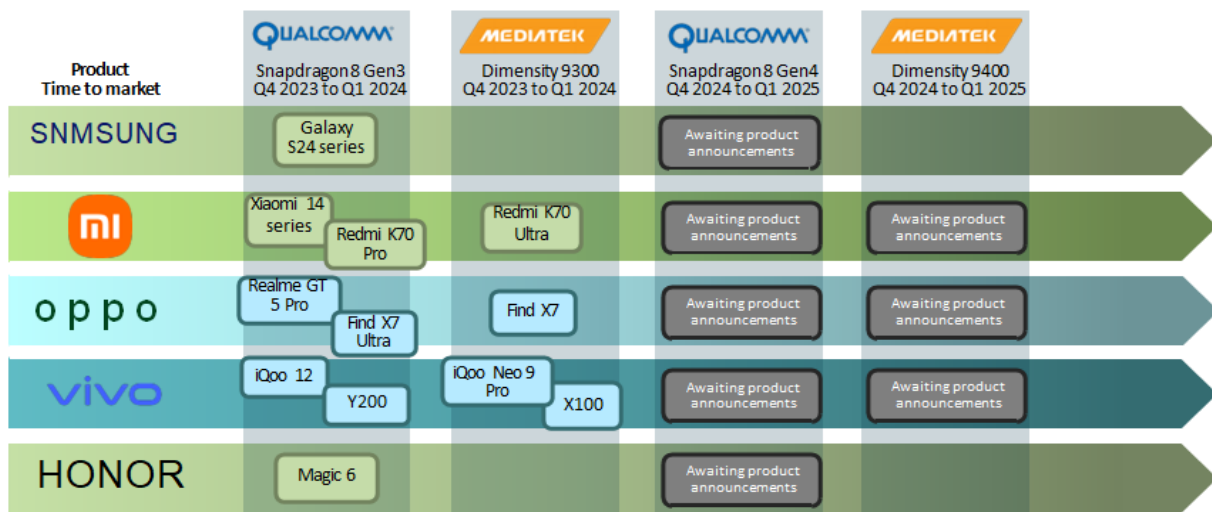 QUALCOMM
MEDIATEK
QUALCOMM
MEDIATEK
Product
Time to market
Snapdragon 8 Gen3
Q4 2023 to Q1 2024
Dimensity 9300
Q4 2023 to Q1 2024
Snapdragon 8 Gen4
Q4 2024 to Q1 2025
Dimensity 9400
Q4 2024 to Q1 2025
SNMSUNG
Galaxy
S24 series
Awaiting product
announcements
mi
Xiaomi 14
series
Redmi K70
Pro
Redmi K70
Ultra
Awaiting product
announcements
Awaiting product
announcements
oppo
Realme GT
5 Pro
Find X7
Ultra
Find X7
Awaiting product
announcements
Awaiting product
announcements
vivo
iQoo 12
Y200
iQoo Neo 9
Pro
X100
Awaiting product
announcements
Awaiting product
announcements
HONOR
Magic 6
Awaiting product
announcements